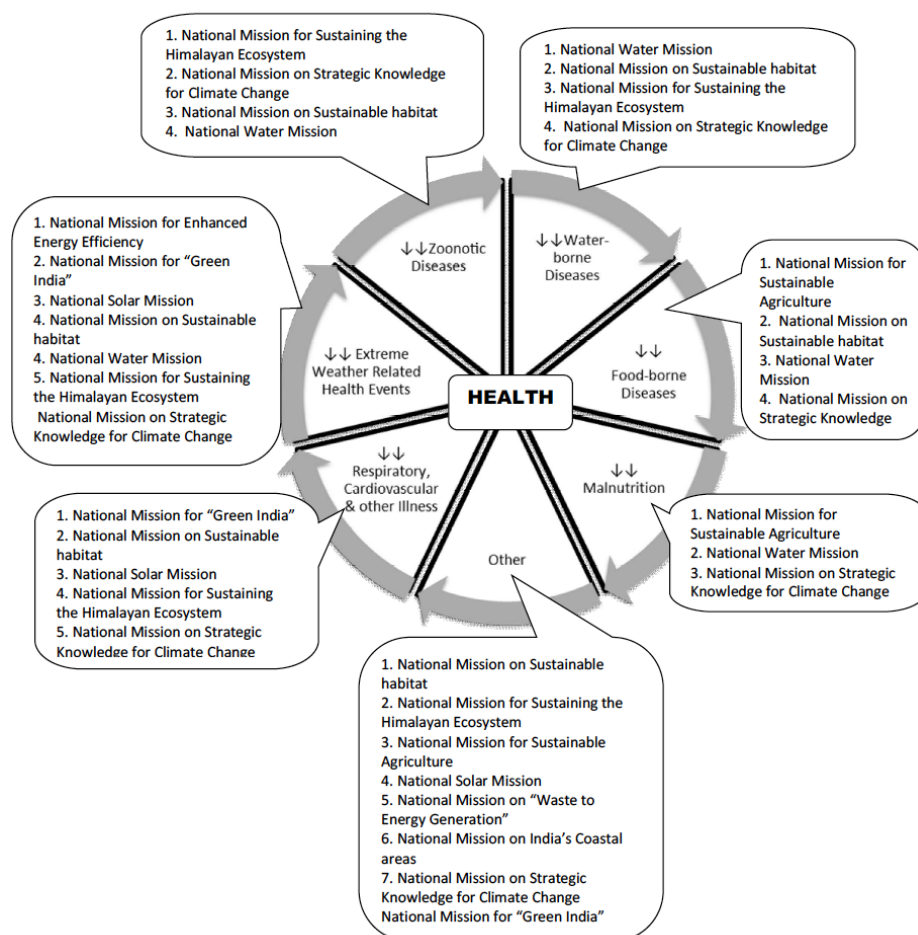 1. National Mission for Sustaining the
Himalayan Ecosystem
2. National Mission on Strategic Knowledge
for Climate Change
3. National Mission on Sustainable habitat
4. National Water Mission
1. National Water Mission
2. National Mission on Sustainable habitat
3. National Mission for Sustaining the
Himalayan Ecosystem
4. National Mission on Strategic Knowledge
for Climate Change
1. National Mission for Enhanced
Energy Efficiency
2. National Mission for “Green
India”
3. National Solar Mission
4. National Mission on Sustainable
habitat
4. National Water Mission
5. National Mission for Sustaining
the Himalayan Ecosystem
National Mission on Strategic
Knowledge for Climate Change
↓↓Zoonotic
Diseases
↓↓Water-
borne
Diseases
1. National Mission for
Sustainable
Agriculture
2. National Mission on
Sustainable habitat
3. National Water
Mission
4. National Mission on
Strategic Knowledge
↓↓ Extreme
Weather Related
Health Events
↓↓
Food-borne
Diseases
HEALTH
↓↓
Respiratory,
Cardiovascular
& other Illness
↓↓
Malnutrition
Other
1. National Mission for “Green India”
2. National Mission on Sustainable
habitat
3. National Solar Mission
4. National Mission for Sustaining
the Himalayan Ecosystem
5. National Mission on Strategic
Knowledge for Climate Change
1. National Mission for
Sustainable Agriculture
2. National Water Mission
3. National Mission on Strategic
Knowledge for Climate Change
1. National Mission on Sustainable
habitat
2. National Mission for Sustaining the
Himalayan Ecosystem
3. National Mission for Sustainable
Agriculture
4. National Solar Mission
5. National Mission on “Waste to
Energy Generation”
6. National Mission on India’s Coastal
areas
7. National Mission on Strategic
Knowledge for Climate Change
National Mission for “Green India”